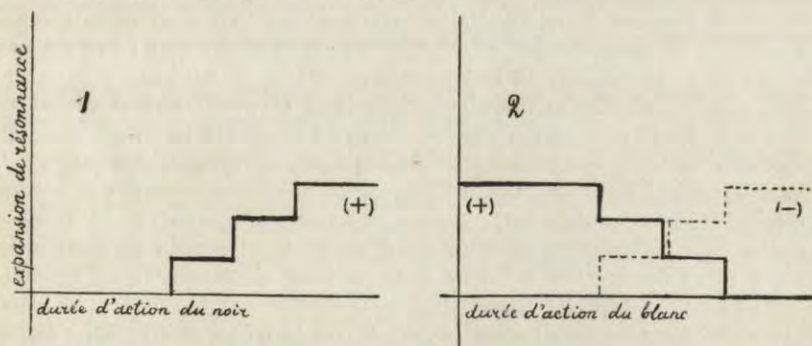 expansion de résonnance
1
(+)
durée d'action du noir
2
(+)
(-)
durée d'action du blanc